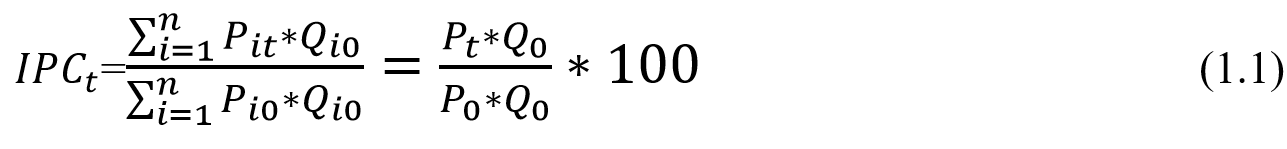 IPCₜ=\frac{\sum_{i=1}^{n} P_{it}*Q_{i0}}{\sum_{i=1}^{n} P_{i0}*Q_{i0}} = \frac{P_t*Q_0}{P_0*Q_0} * 100 (1.1)